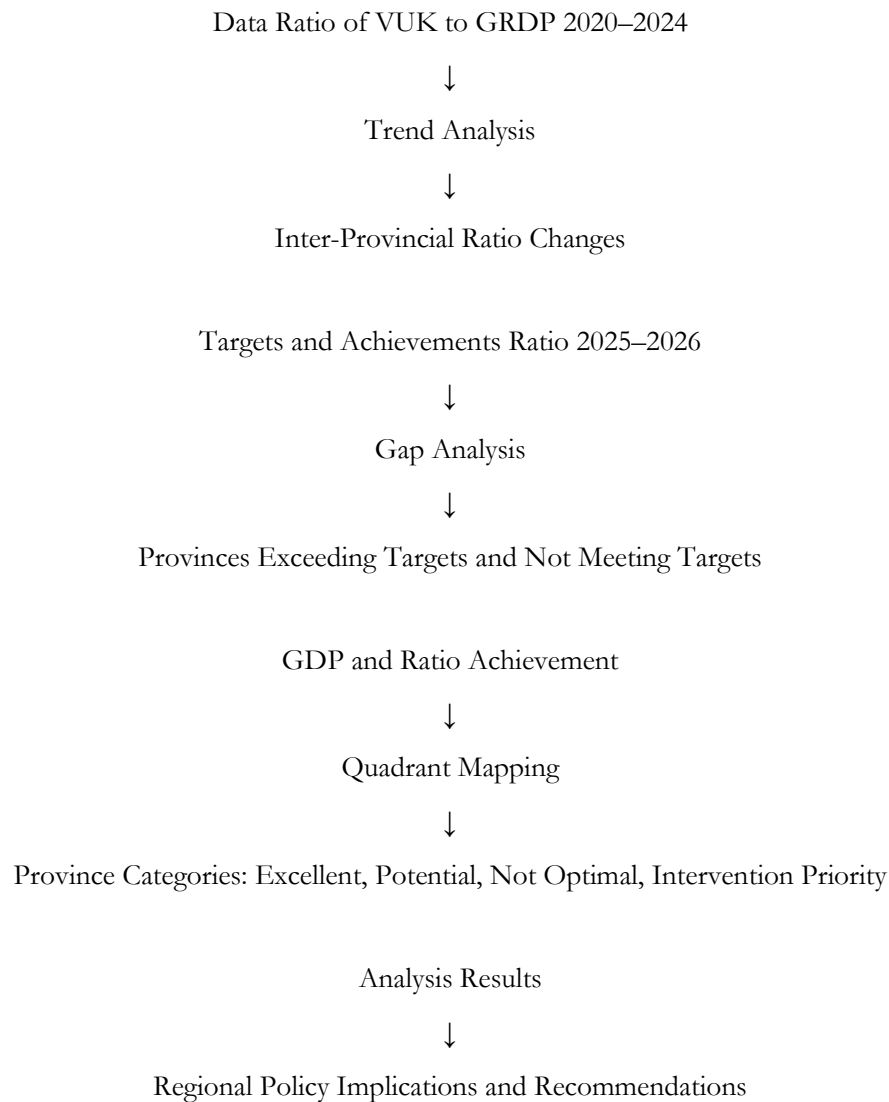 Data Ratio of VUK to GRDP 2020–2024
↓
Trend Analysis
↓
Inter-Provincial Ratio Changes
Targets and Achievements Ratio 2025–2026
↓
Gap Analysis
↓
Provinces Exceeding Targets and Not Meeting Targets
GDP and Ratio Achievement
↓
Quadrant Mapping
↓
Province Categories: Excellent, Potential, Not Optimal, Intervention Priority
Analysis Results
↓
Regional Policy Implications and Recommendations